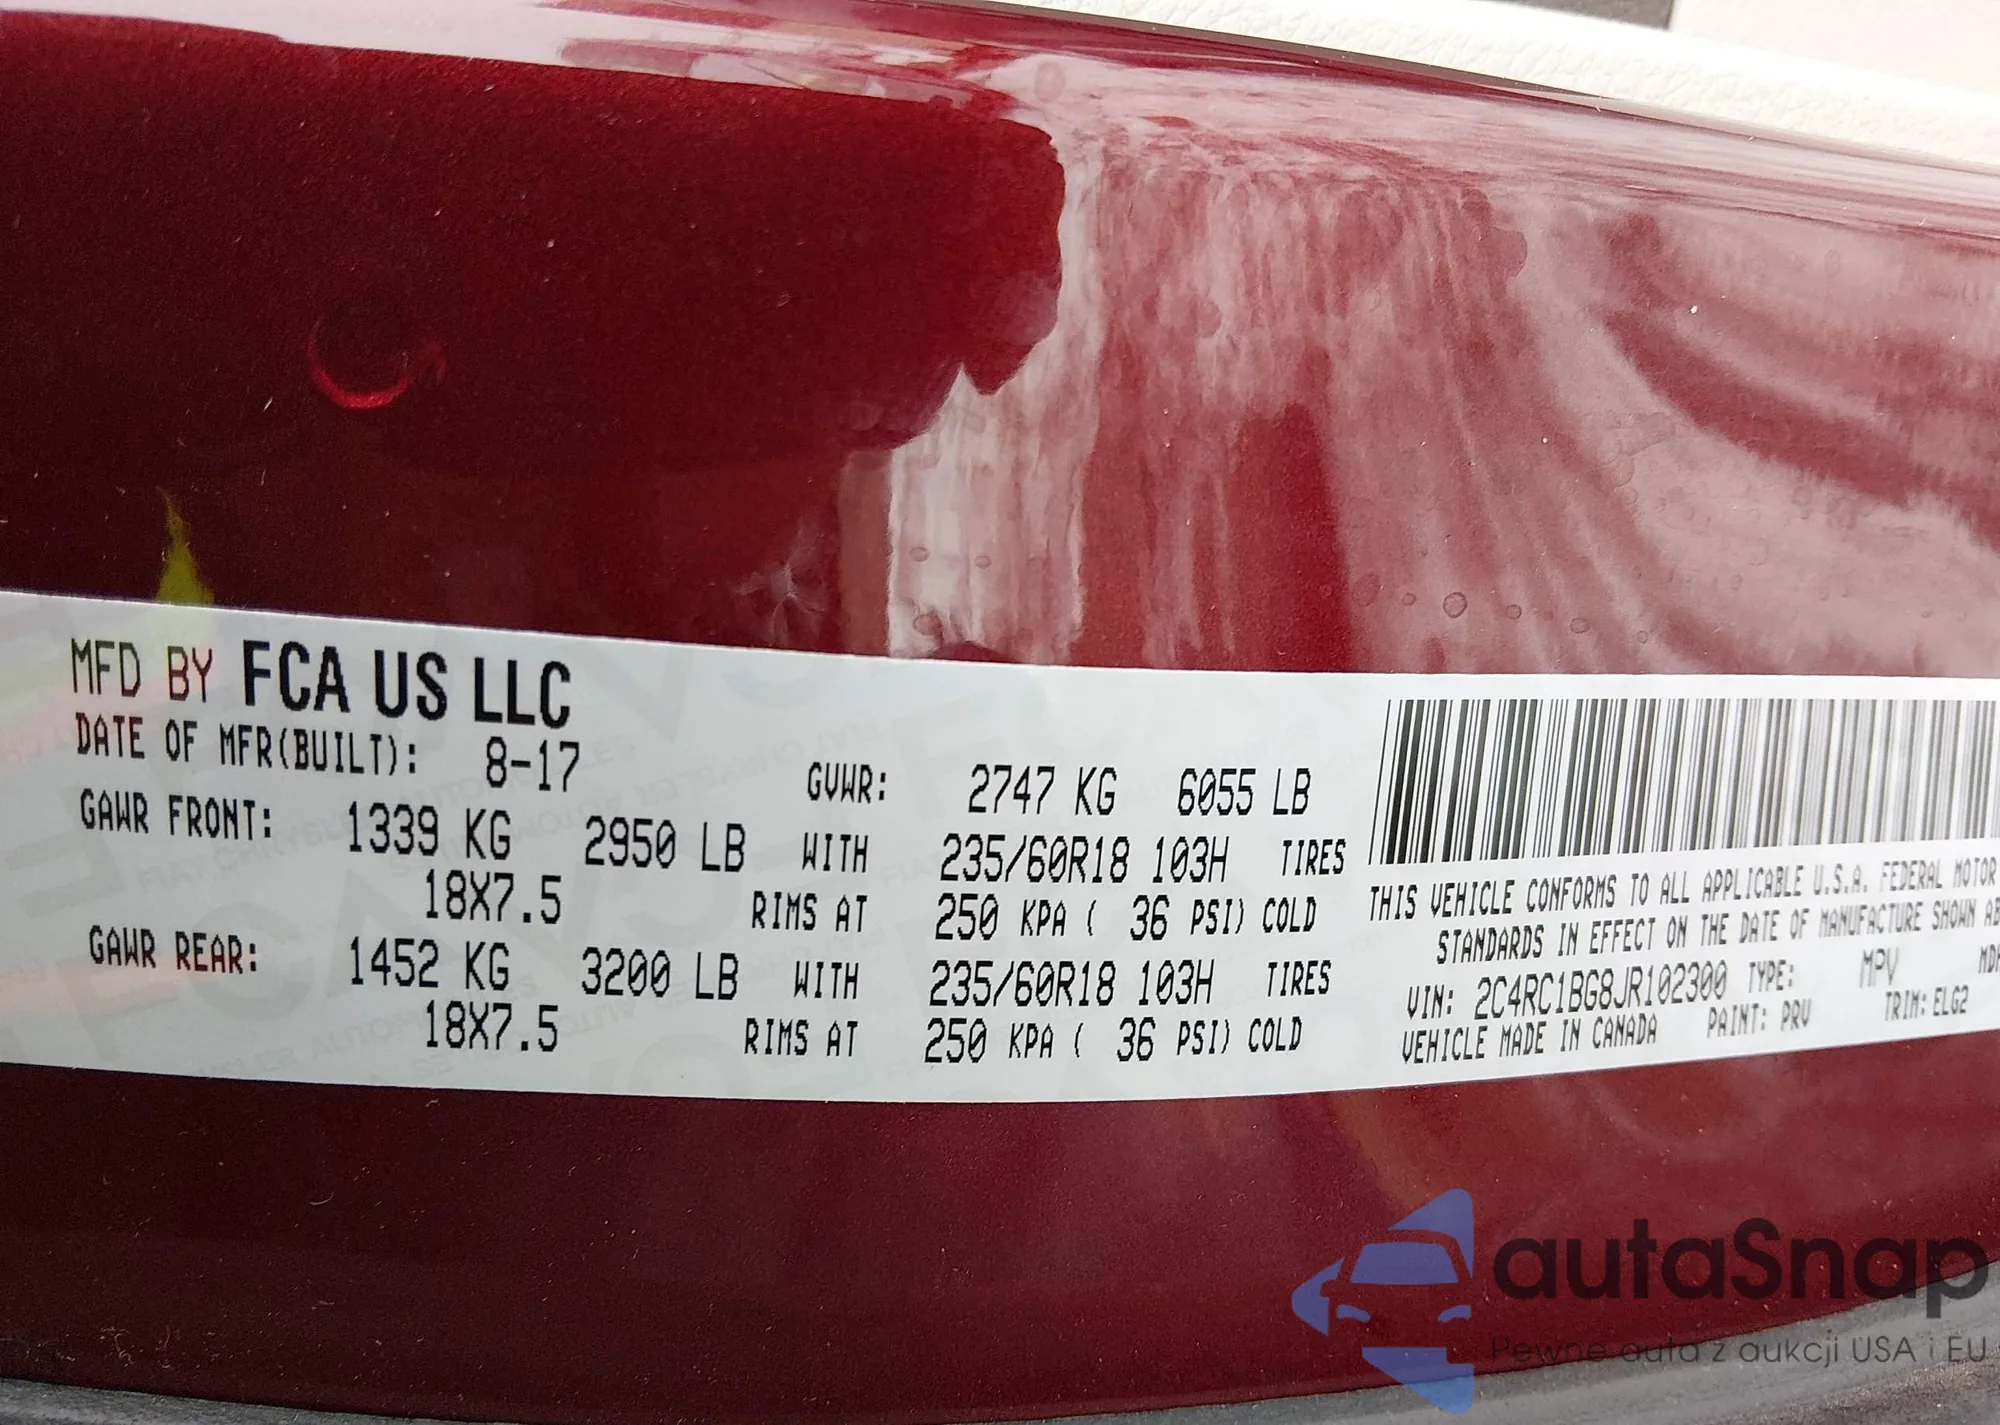 MFD BY FCA US LLC
DATE OF MFR(BUILT): 8-17 GVWR: 2747 KG 6055 LB
GAWR FRONT: 1339 KG 2950 LB WITH 235/60R18 103H TIRES
18X7.5 RIMS AT 250 KPA ( 36 PSI) COLD
GAWR REAR: 1452 KG 3200 LB WITH 235/60R18 103H TIRES
18X7.5 RIMS AT 250 KPA ( 36 PSI) COLD
THIS VEHICLE CONFORMS TO ALL APPLICABLE U.S.A. FEDERAL MOTOR
STANDARDS IN EFFECT ON THE DATE OF MANUFACTURE SHOWN AB
VIN: 2C4RC1BG8JR102300 TYPE: MPV MDH
VEHICLE MADE IN CANADA PAINT: PRV TRIM: ELG2
autaSnap
Pewne auta z aukcji USA i EU